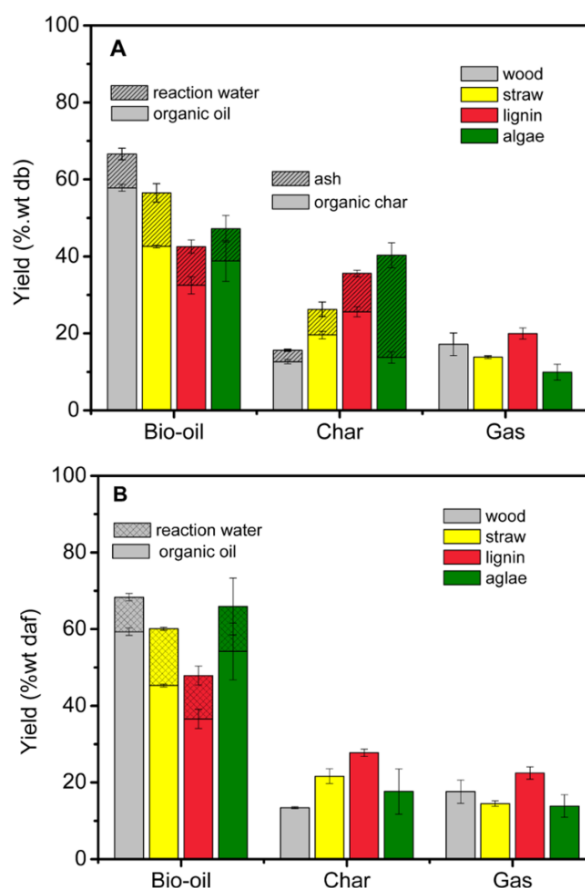 100
80
60
40
20
0
Yield (%.wt db)
A
reaction water
organic oil
ash
organic char
wood
straw
lignin
algae
Bio-oil
Char
Gas
100
80
60
40
20
0
Yield (%wt daf)
B
reaction water
organic oil
wood
straw
lignin
aglae
Bio-oil
Char
Gas